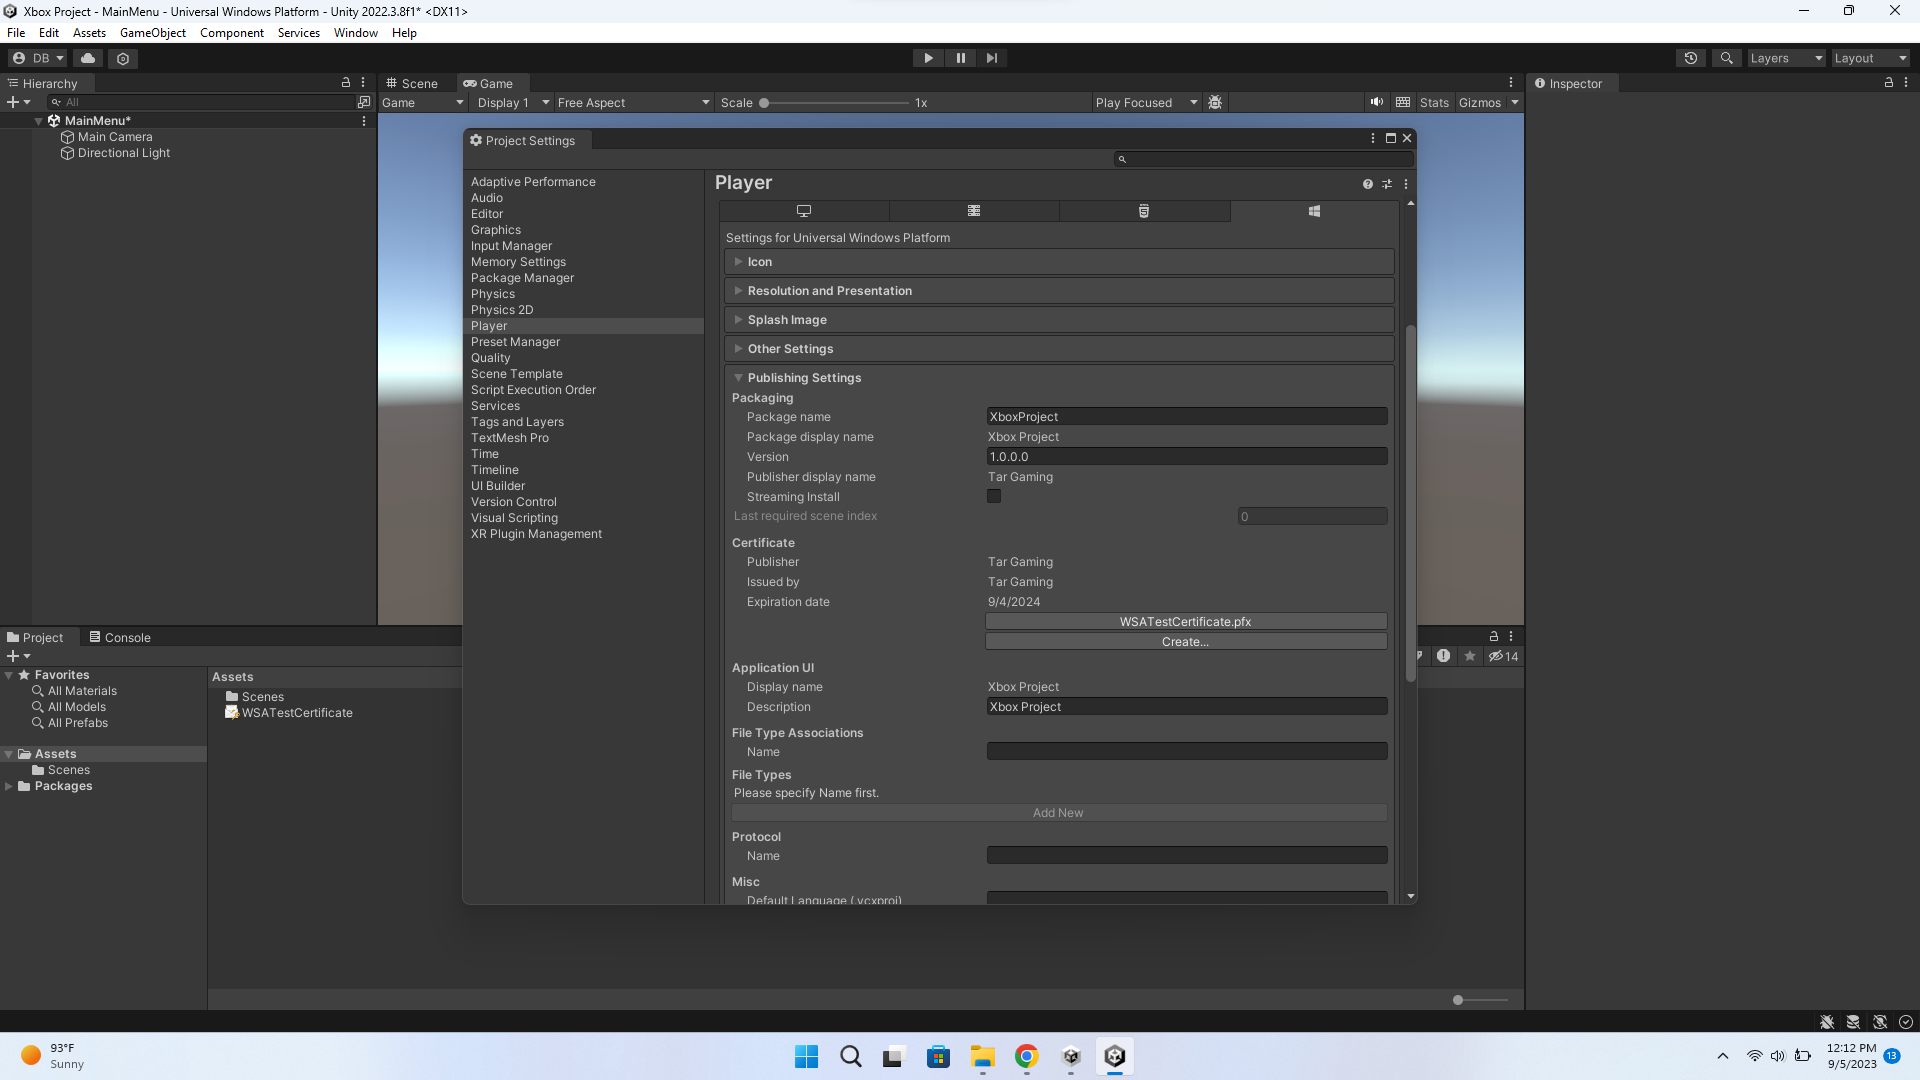 Xbox Project - MainMenu - Universal Windows Platform - Unity 2022.3.8f1* <DX11>
File Edit Assets GameObject Component Services Window Help
DB
Layers
Layout
Hierarchy
All
MainMenu*
Main Camera
Directional Light
Scene
Game
Game
Display 1
Free Aspect
Scale
1x
Play Focused
Stats
Gizmos
Inspector
Project Settings
Adaptive Performance
Audio
Editor
Graphics
Input Manager
Memory Settings
Package Manager
Physics
Physics 2D
Player
Preset Manager
Quality
Scene Template
Script Execution Order
Services
Tags and Layers
TextMesh Pro
Time
Timeline
UI Builder
Version Control
Visual Scripting
XR Plugin Management
Player
Settings for Universal Windows Platform
Icon
Resolution and Presentation
Splash Image
Other Settings
Publishing Settings
Packaging
Package name XboxProject
Package display name Xbox Project
Version 1.0.0.0
Publisher display name Tar Gaming
Streaming Install
Last required scene index 0
Certificate
Publisher Tar Gaming
Issued by Tar Gaming
Expiration date 9/4/2024
WSATestCertificate.pfx
Create...
Application UI
Display name Xbox Project
Description Xbox Project
File Type Associations
Name
File Types
Please specify Name first.
Add New
Protocol
Name
Misc
Default Language (.vcxproj)
Project
Console
14
Favorites
All Materials
All Models
All Prefabs
Assets
Scenes
Packages
Assets
Scenes
WSATestCertificate
93°F
Sunny
12:12 PM
9/5/2023
13